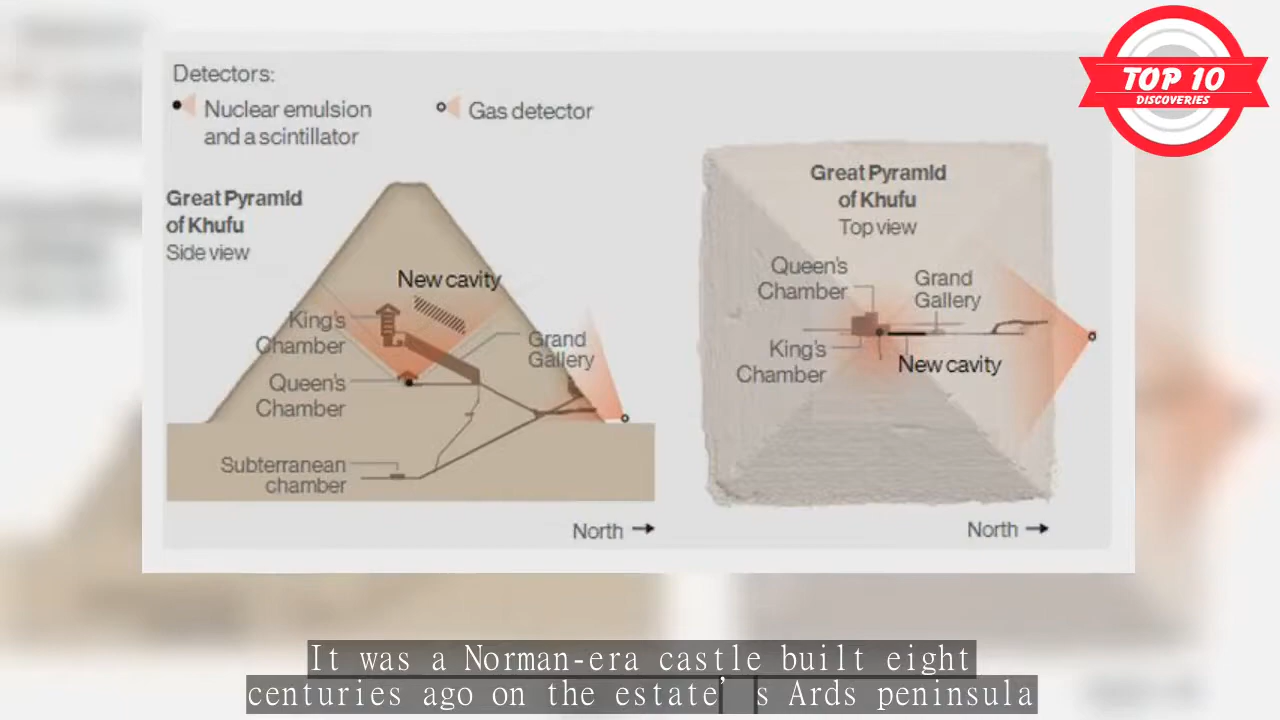 Detectors:
Nuclear emulsion
and a scintillator
Gas detector
TOP 10
DISCOVERIES
Great Pyramid
of Khufu
Side view
New cavity
King's
Chamber
Grand
Gallery
Queen's
Chamber
Subterranean
chamber
North
Great Pyramid
of Khufu
Top view
Queen's
Chamber
Grand
Gallery
King's
Chamber
New cavity
North
It was a Norman-era castle built eight
centuries ago on the estate's Ards peninsula